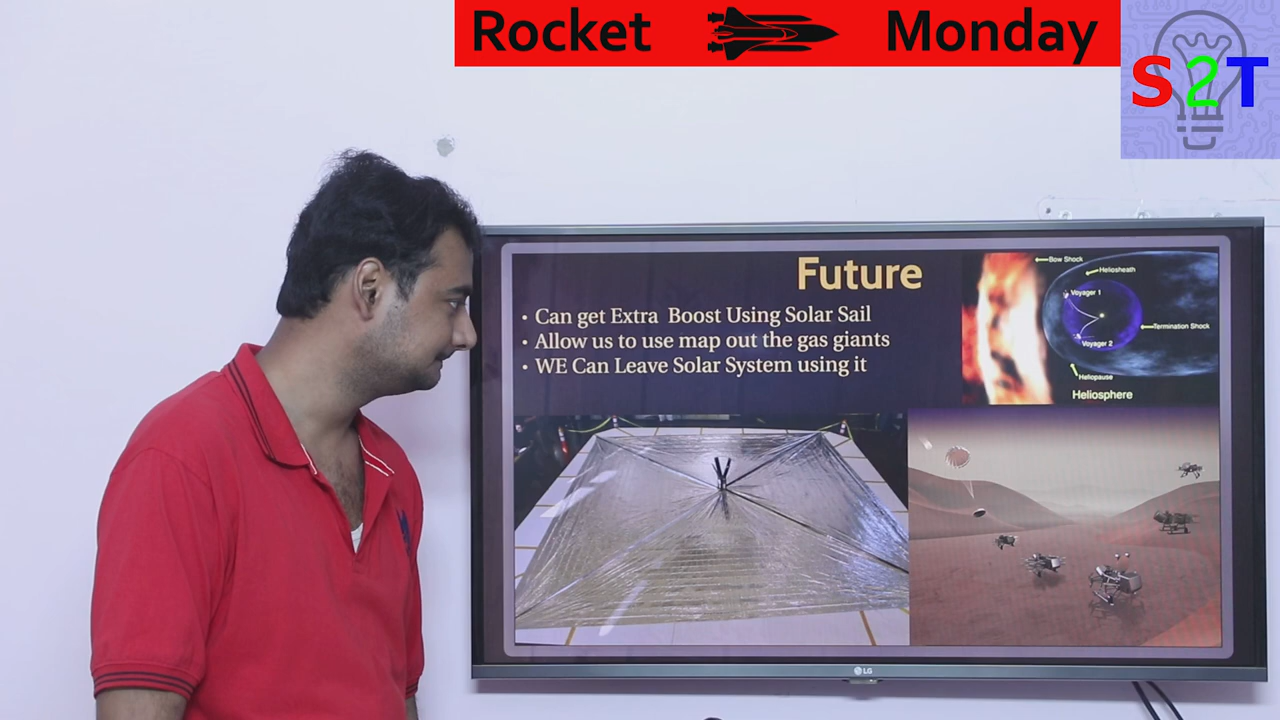 Rocket Monday
S2T
Future
• Can get Extra Boost Using Solar Sail
• Allow us to use map out the gas giants
• WE Can Leave Solar System using it
Bow Shock
Heliosheath
Voyager 1
Termination Shock
Voyager 2
Heliopause
Heliosphere
LG